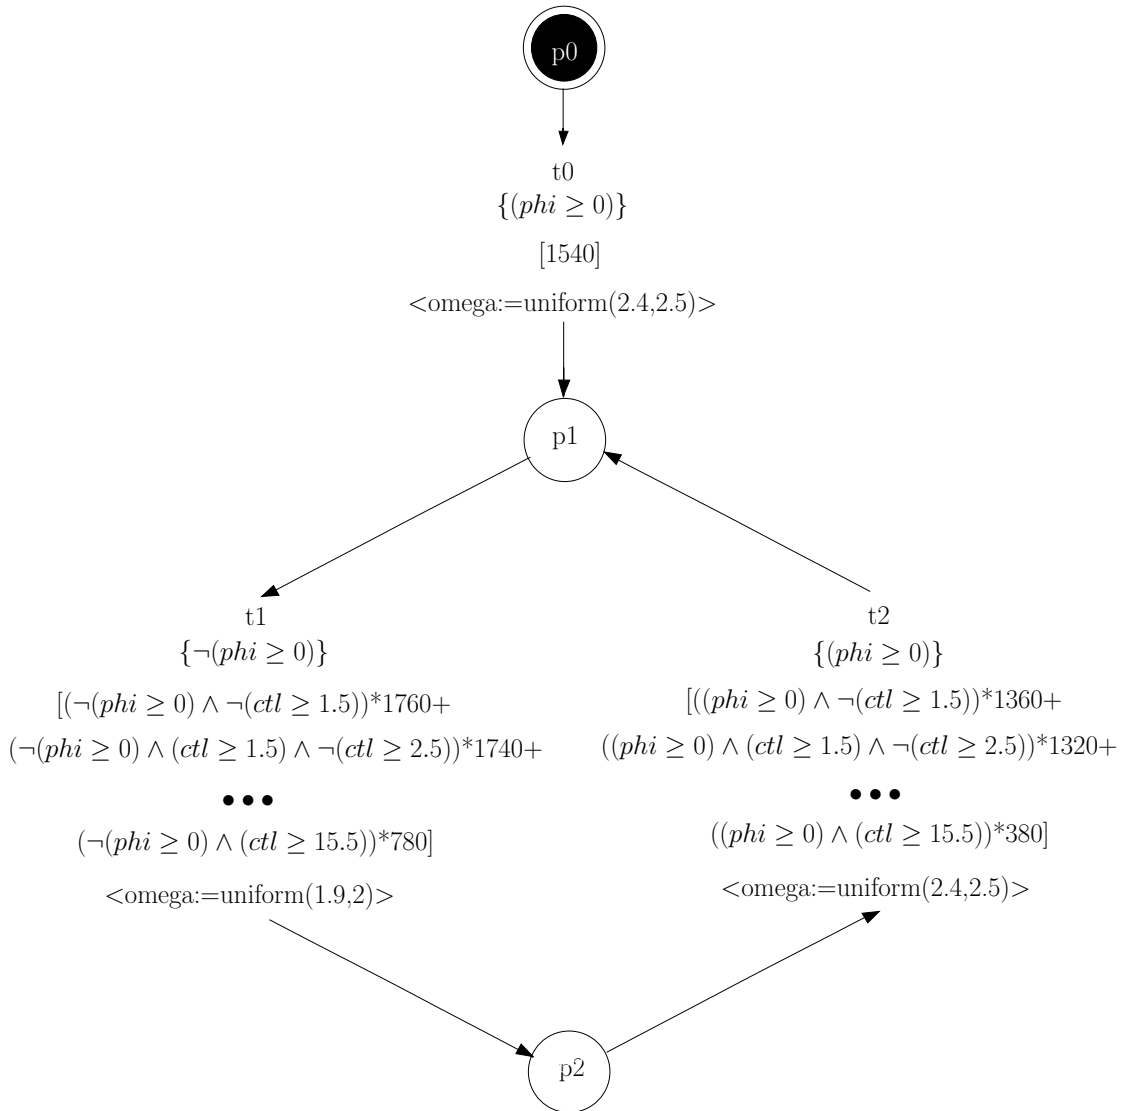 p0
t0
{(phi ≥ 0)}
[1540]
<omega:=uniform(2.4,2.5)>
p1
t1
{¬(phi ≥ 0)}
[(¬(phi ≥ 0) ∧ ¬(ctl ≥ 1.5))*1760+
(¬(phi ≥ 0) ∧ (ctl ≥ 1.5) ∧ ¬(ctl ≥ 2.5))*1740+
•••
(¬(phi ≥ 0) ∧ (ctl ≥ 15.5))*780]
<omega:=uniform(1.9,2)>
t2
{(phi ≥ 0)}
[((phi ≥ 0) ∧ ¬(ctl ≥ 1.5))*1360+
((phi ≥ 0) ∧ (ctl ≥ 1.5) ∧ ¬(ctl ≥ 2.5))*1320+
•••
((phi ≥ 0) ∧ (ctl ≥ 15.5))*380]
<omega:=uniform(2.4,2.5)>
p2